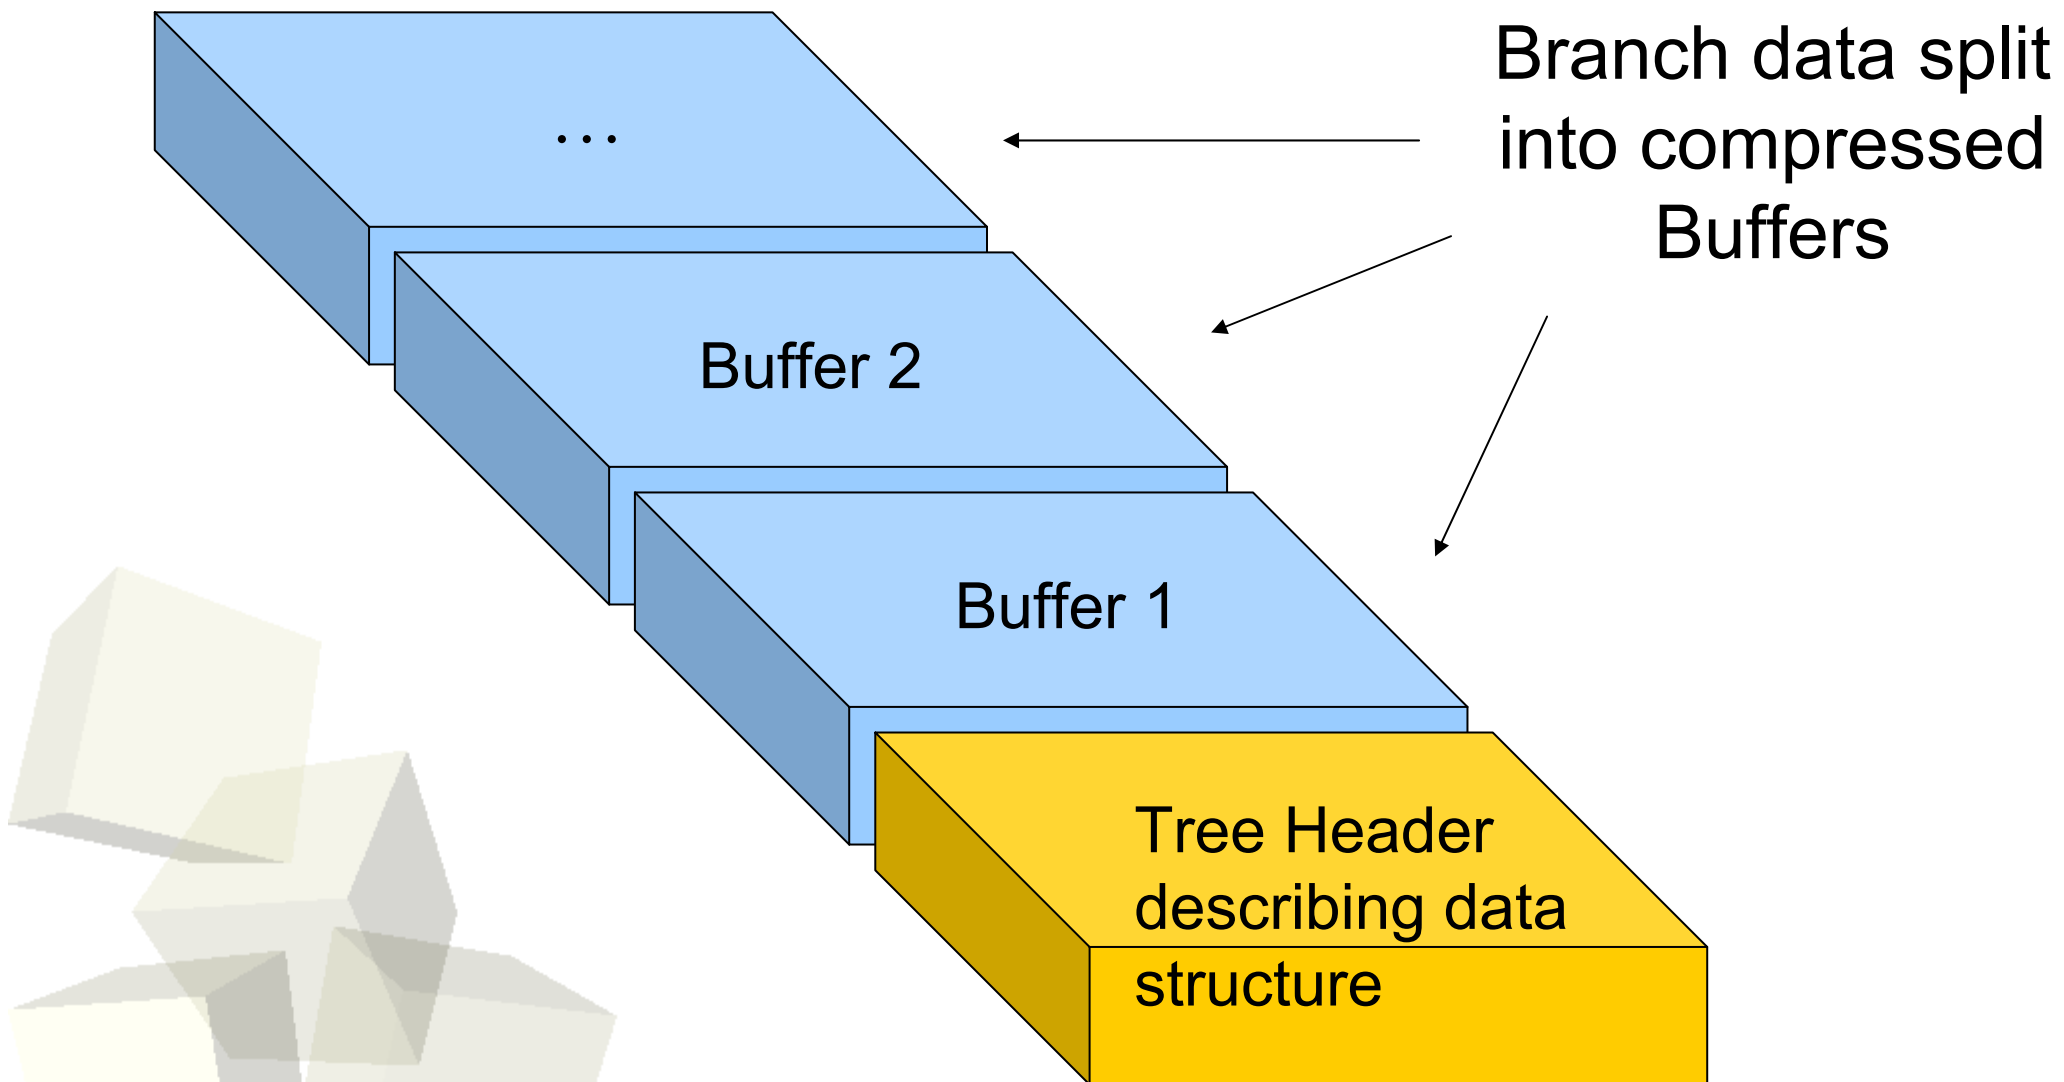 Branch data split
into compressed
Buffers
…
Buffer 2
Buffer 1
Tree Header
describing data
structure